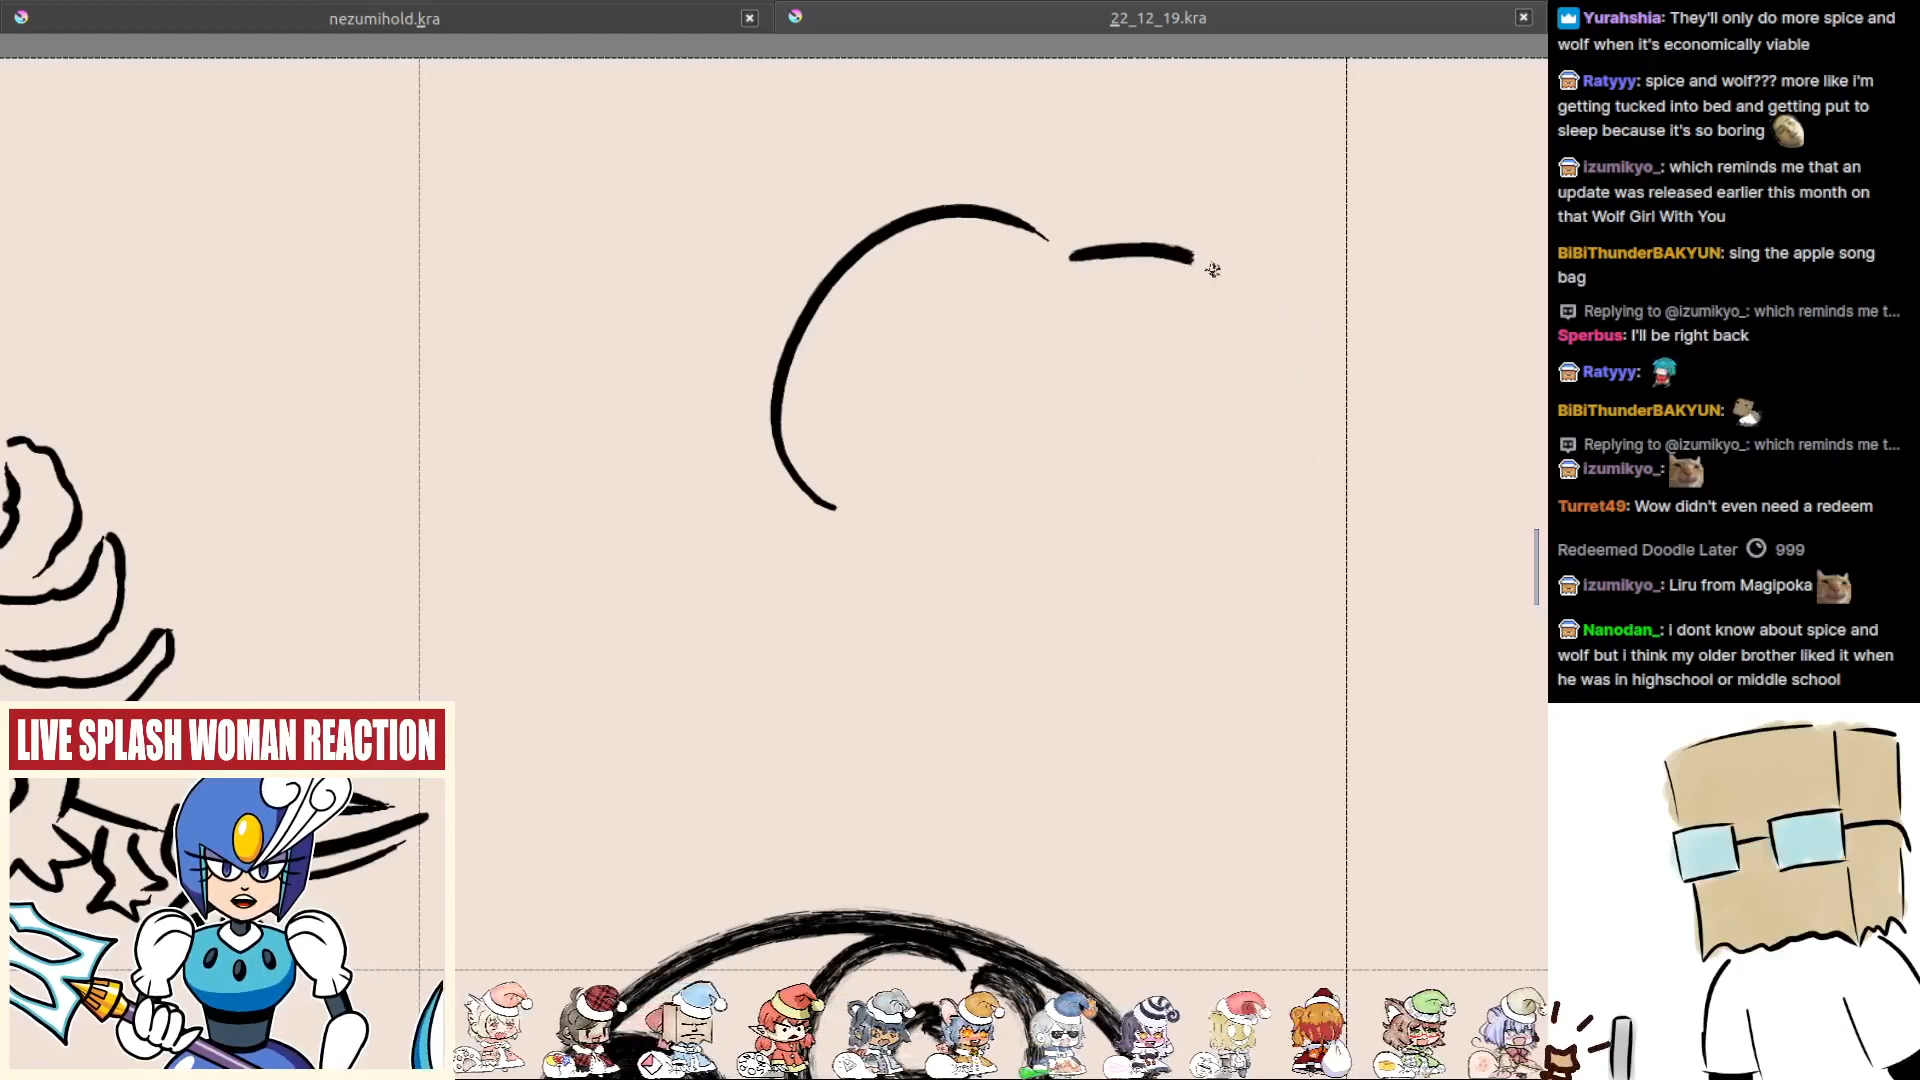 nezumihold.kra
22_12_19.kra
Yurahshia: They'll only do more spice and
wolf when it's economically viable
Ratyyy: spice and wolf??? more like i'm
getting tucked into bed and getting put to
sleep because it's so boring
izumikyo_: which reminds me that an
update was released earlier this month on
that Wolf Girl With You
BiBiThunderBAKYUN: sing the apple song
bag
Replying to @izumikyo_: which reminds me t...
Sperbus: I'll be right back
Ratyyy:
BiBiThunderBAKYUN:
Replying to @izumikyo_: which reminds me t...
izumikyo_:
Turret49: Wow didn't even need a redeem
Redeemed Doodle Later 999
izumikyo_: Liru from Magipoka
Nanodan_: i dont know about spice and
wolf but i think my older brother liked it when
he was in highschool or middle school
LIVE SPLASH WOMAN REACTION